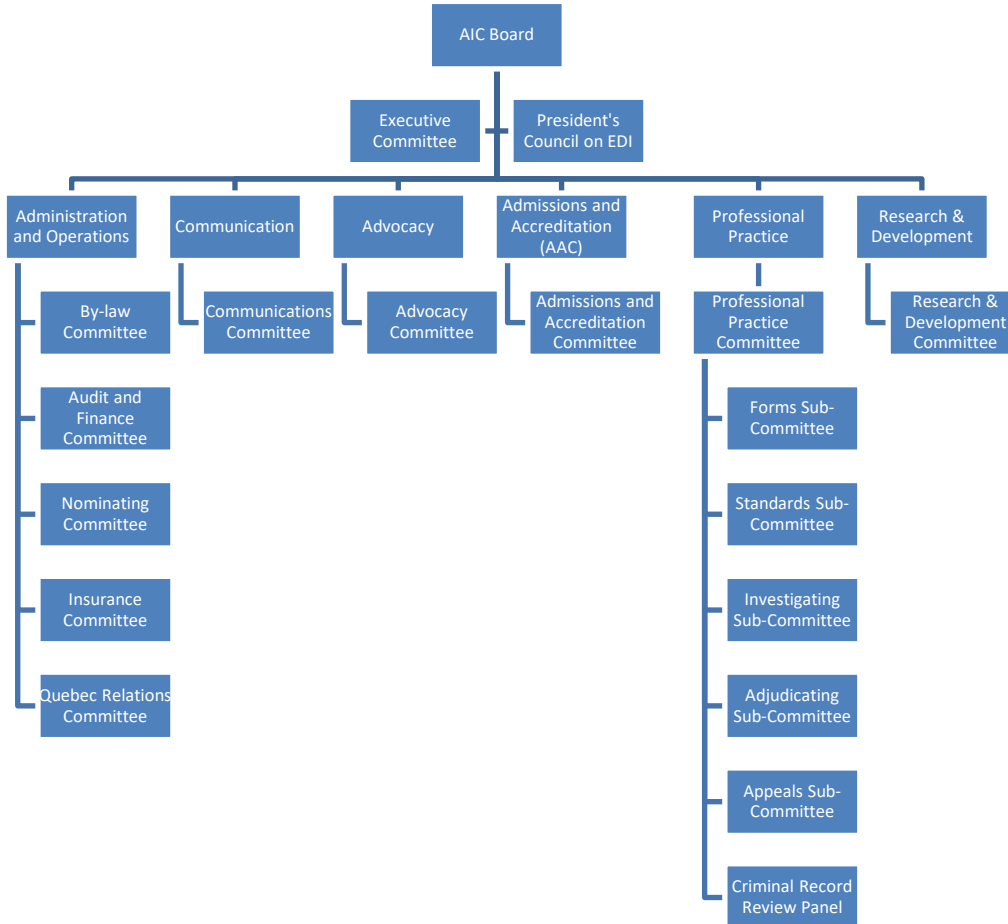 AIC Board
Executive
Committee
President's
Council on EDI
Administration
and Operations
Communication
Advocacy
Admissions and
Accreditation
(AAC)
Professional
Practice
Research &
Development
By-law
Committee
Communications
Committee
Advocacy
Committee
Admissions and
Accreditation
Committee
Professional
Practice
Committee
Research &
Development
Committee
Audit and
Finance
Committee
Forms Sub-
Committee
Nominating
Committee
Standards Sub-
Committee
Insurance
Committee
Investigating
Sub-Committee
Quebec Relations
Committee
Adjudicating
Sub-Committee
Appeals Sub-
Committee
Criminal Record
Review Panel